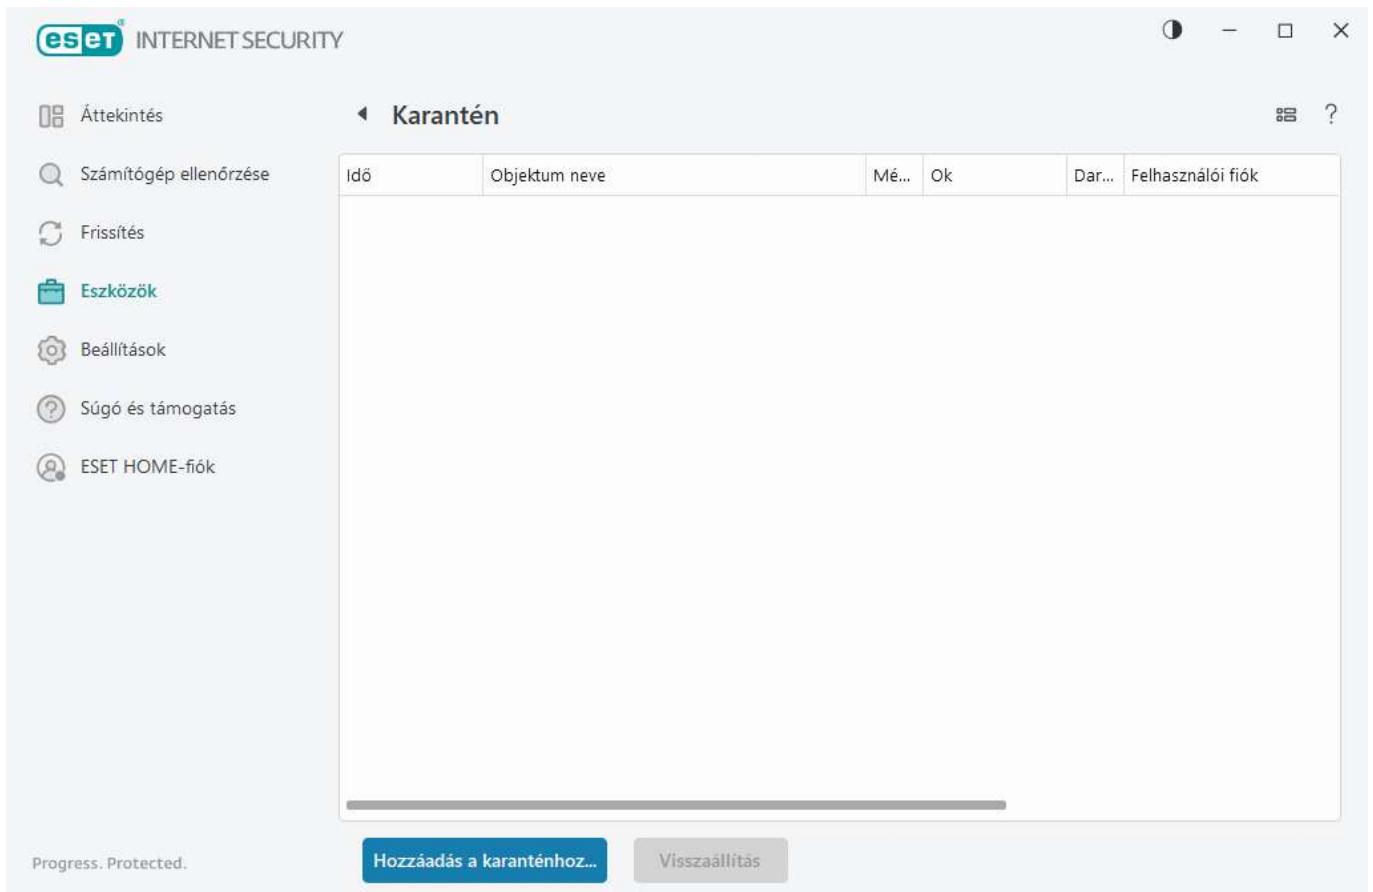 eset INTERNET SECURITY
Áttekintés
Számítógép ellenőrzése
Frissítés
Eszközök
Beállítások
Súgó és támogatás
ESET HOME-fiók
Progress. Protected.
Karantén
?
Idő Objektum neve Mé... Ok Dar... Felhasználói fiók
Hozzáadás a karanténhoz... Visszaállítás